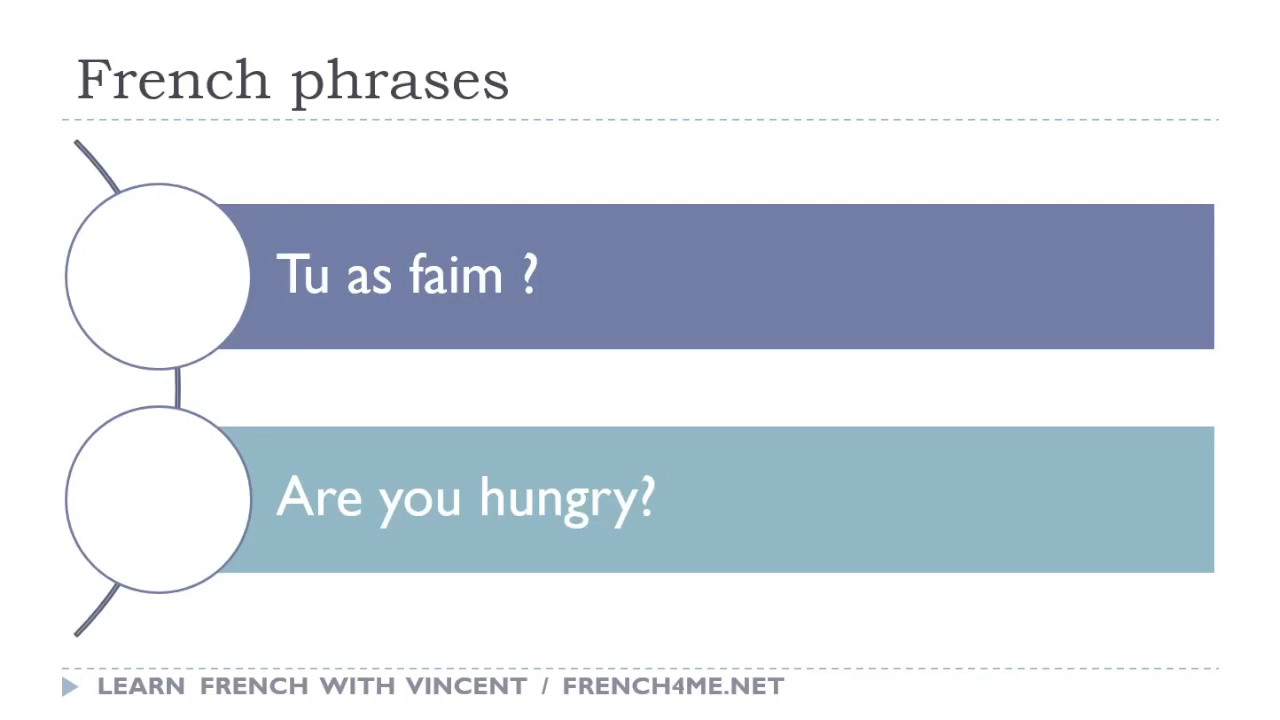 French phrases
Tu as faim ?
Are you hungry?
LEARN FRENCH WITH VINCENT / FRENCH4ME.NET